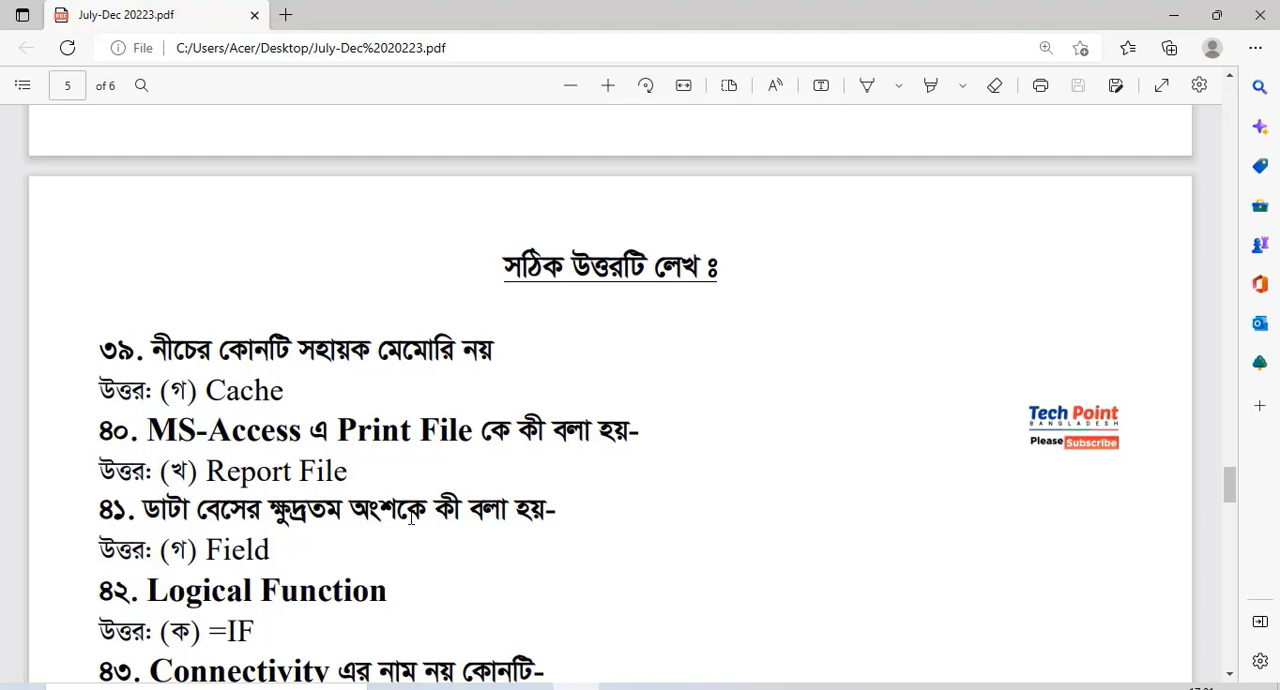 July-Dec 20223.pdf
File
C:/Users/Acer/Desktop/July-Dec%2020223.pdf
5
of 6
সঠিক উত্তরটি লেখ ঃ
৩৯. নীচের কোনটি সহায়ক মেমোরি নয়
উত্তর: (গ) Cache
৪০. MS-Access এ Print File কে কী বলা হয়-
উত্তর: (খ) Report File
৪১. ডাটা বেসের ক্ষুদ্রতম অংশকে কী বলা হয়-
উত্তর: (গ) Field
৪২. Logical Function
উত্তর: (ক) =IF
৪৩. Connectivity এর নাম নয় কোনটি-
Tech Point
BANGLADESH
Please Subscribe